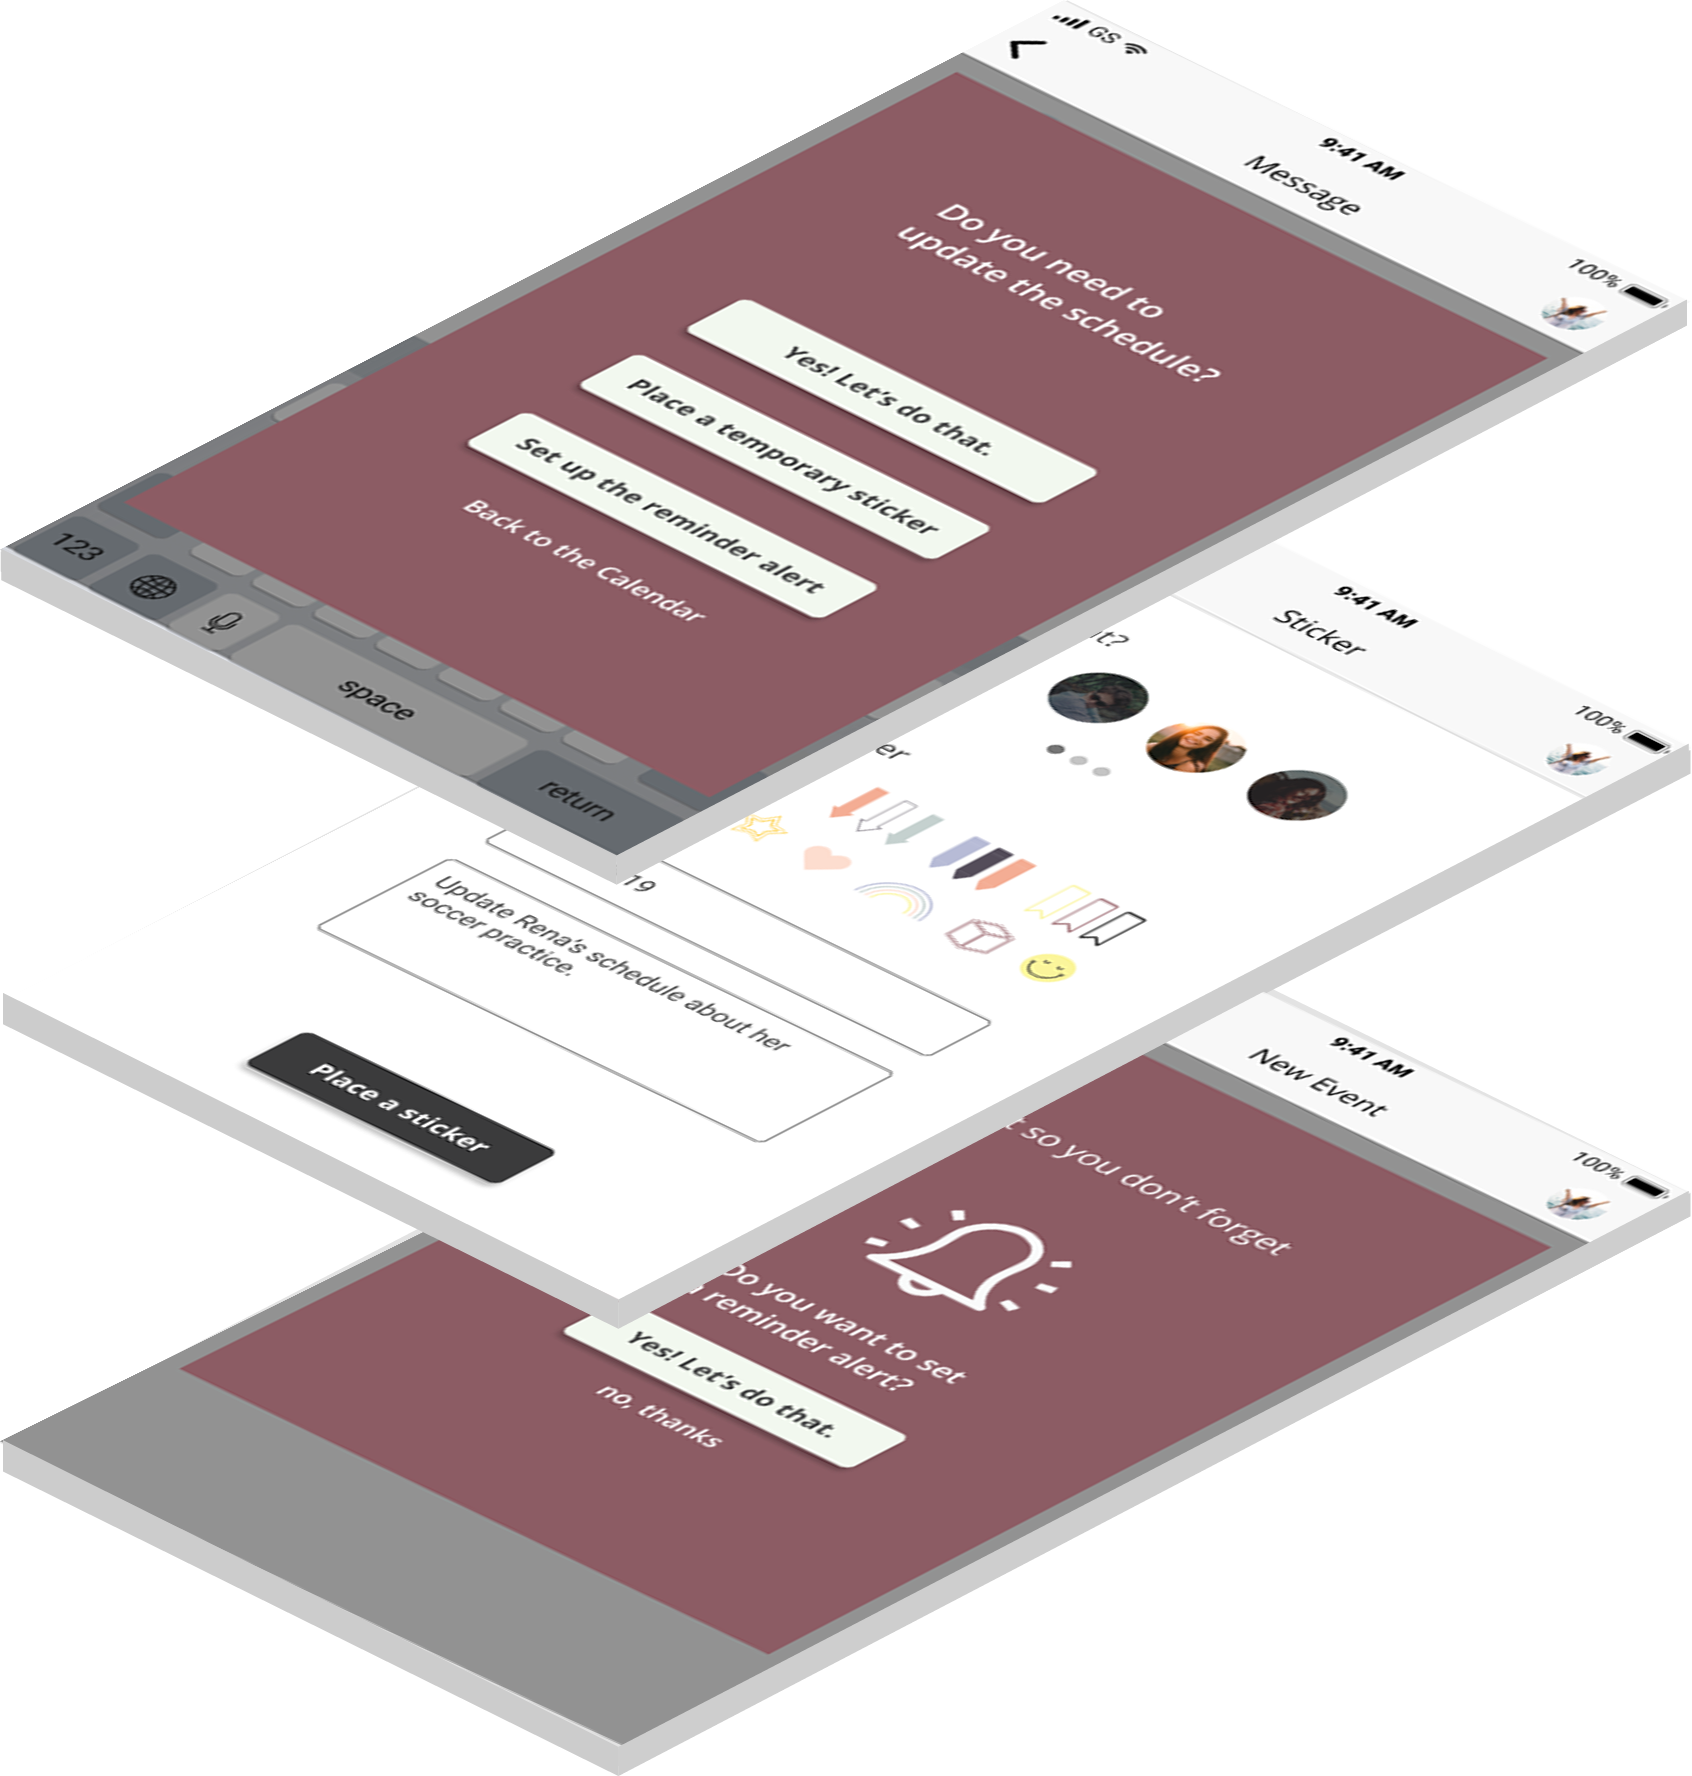 GS
9:41 AM
100%
Message
Do you need to
update the schedule?
Yes! Let's do that.
Place a temporary sticker
Set up the reminder alert
Back to the Calendar
123
space
return
9:41 AM
100%
Sticker
19
Update Rena's schedule about her
soccer practice.
Place a sticker
9:41 AM
100%
New Event
so you don't forget
Do you want to set
reminder alert?
Yes! Let's do that.
no, thanks